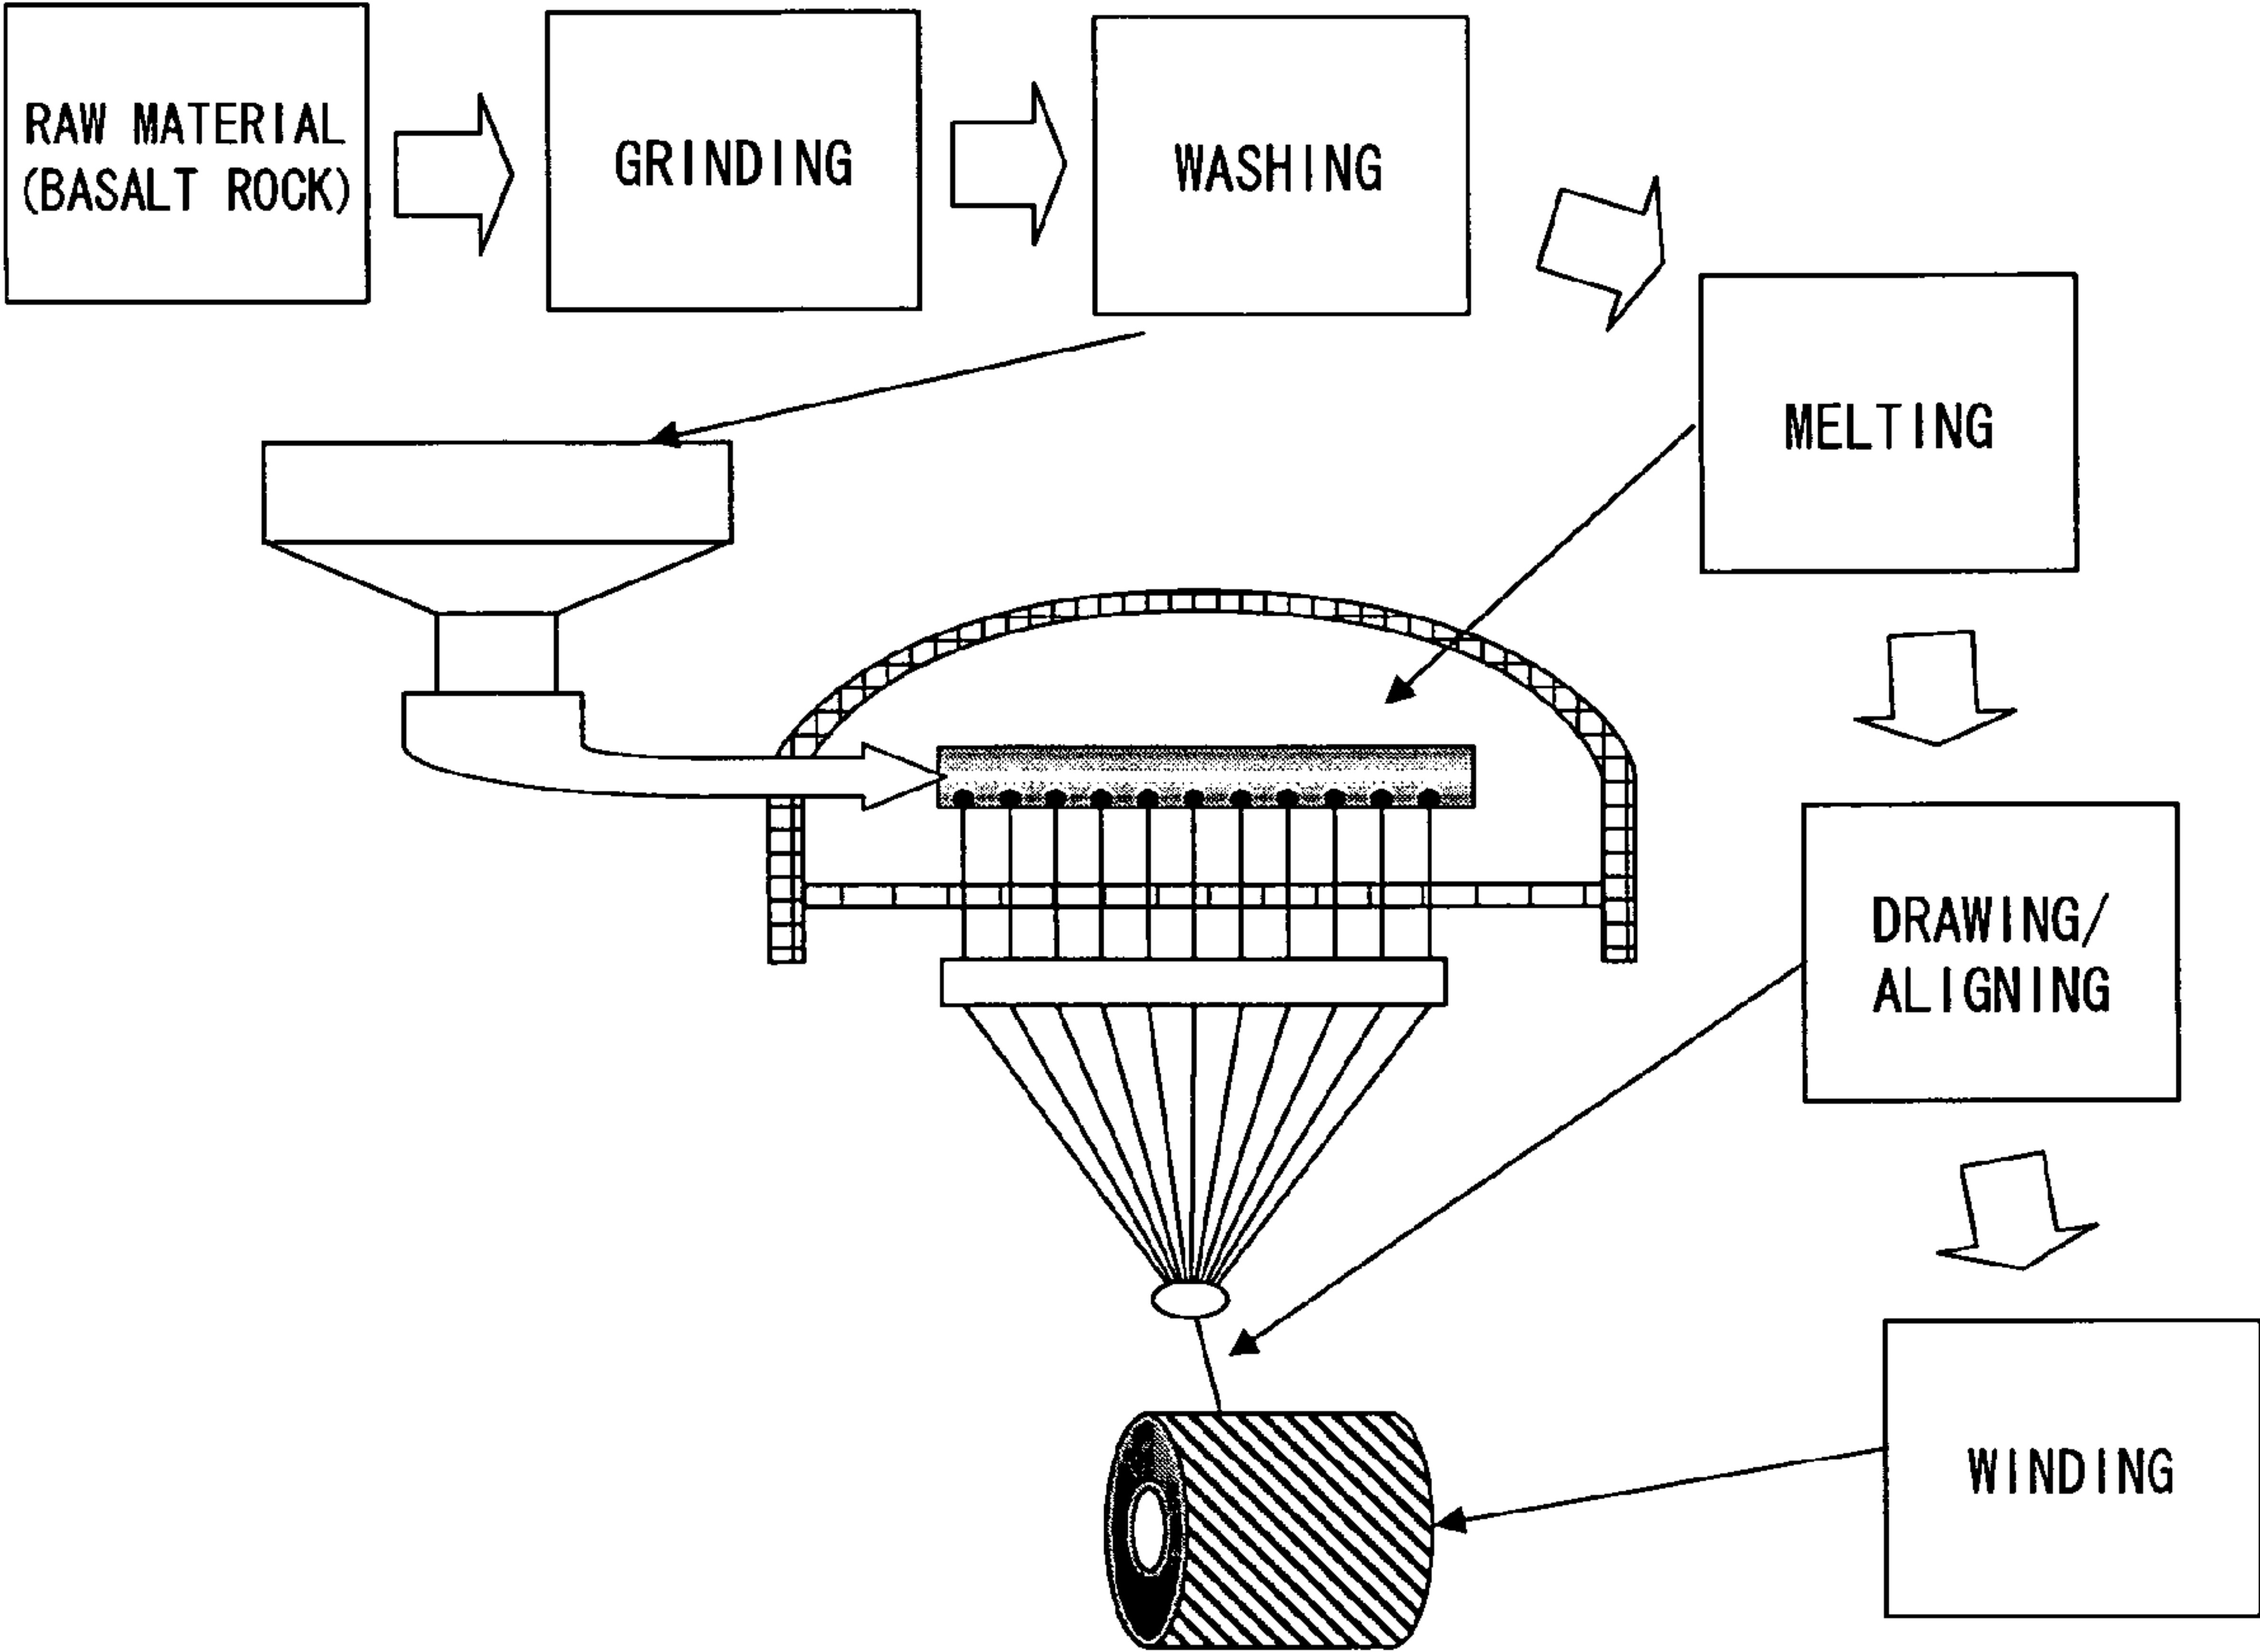 RAW MATERIAL
(BASALT ROCK)
GRINDING
WASHING
MELTING
DRAWING/
ALIGNING
WINDING